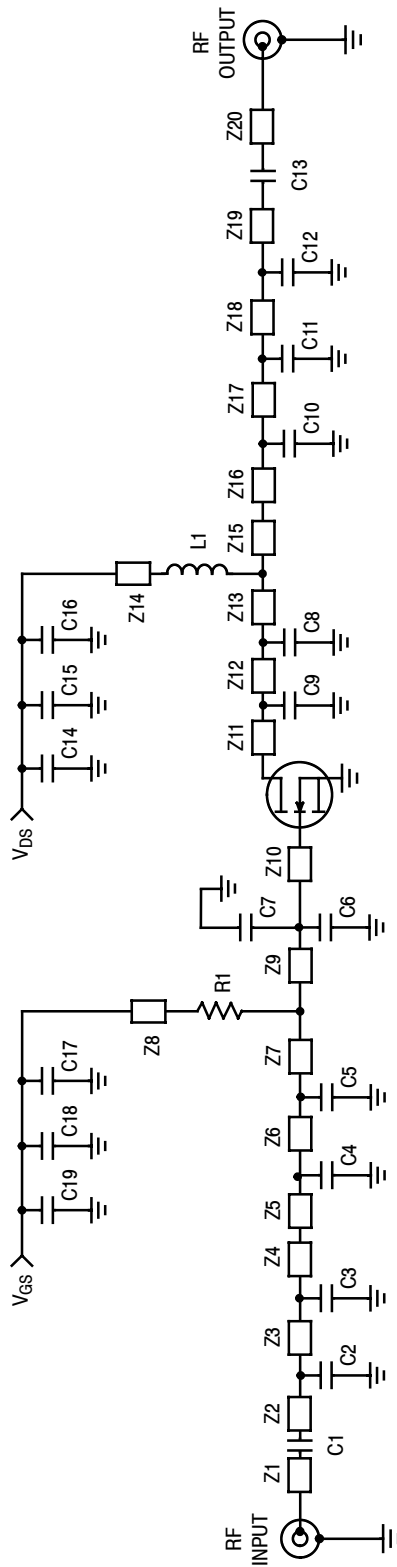 VGS
C19
C18
C17
VDS
C14
C15
C16
Z8
R1
Z14
L1
RF
INPUT
Z1
C1
Z2
C2
Z3
C3
Z4
Z5
C4
Z6
C5
Z7
Z9
C7
C6
Z10
Z11
C9
Z12
C8
Z13
Z15
Z16
C10
Z17
C11
Z18
C12
Z19
C13
Z20
RF
OUTPUT